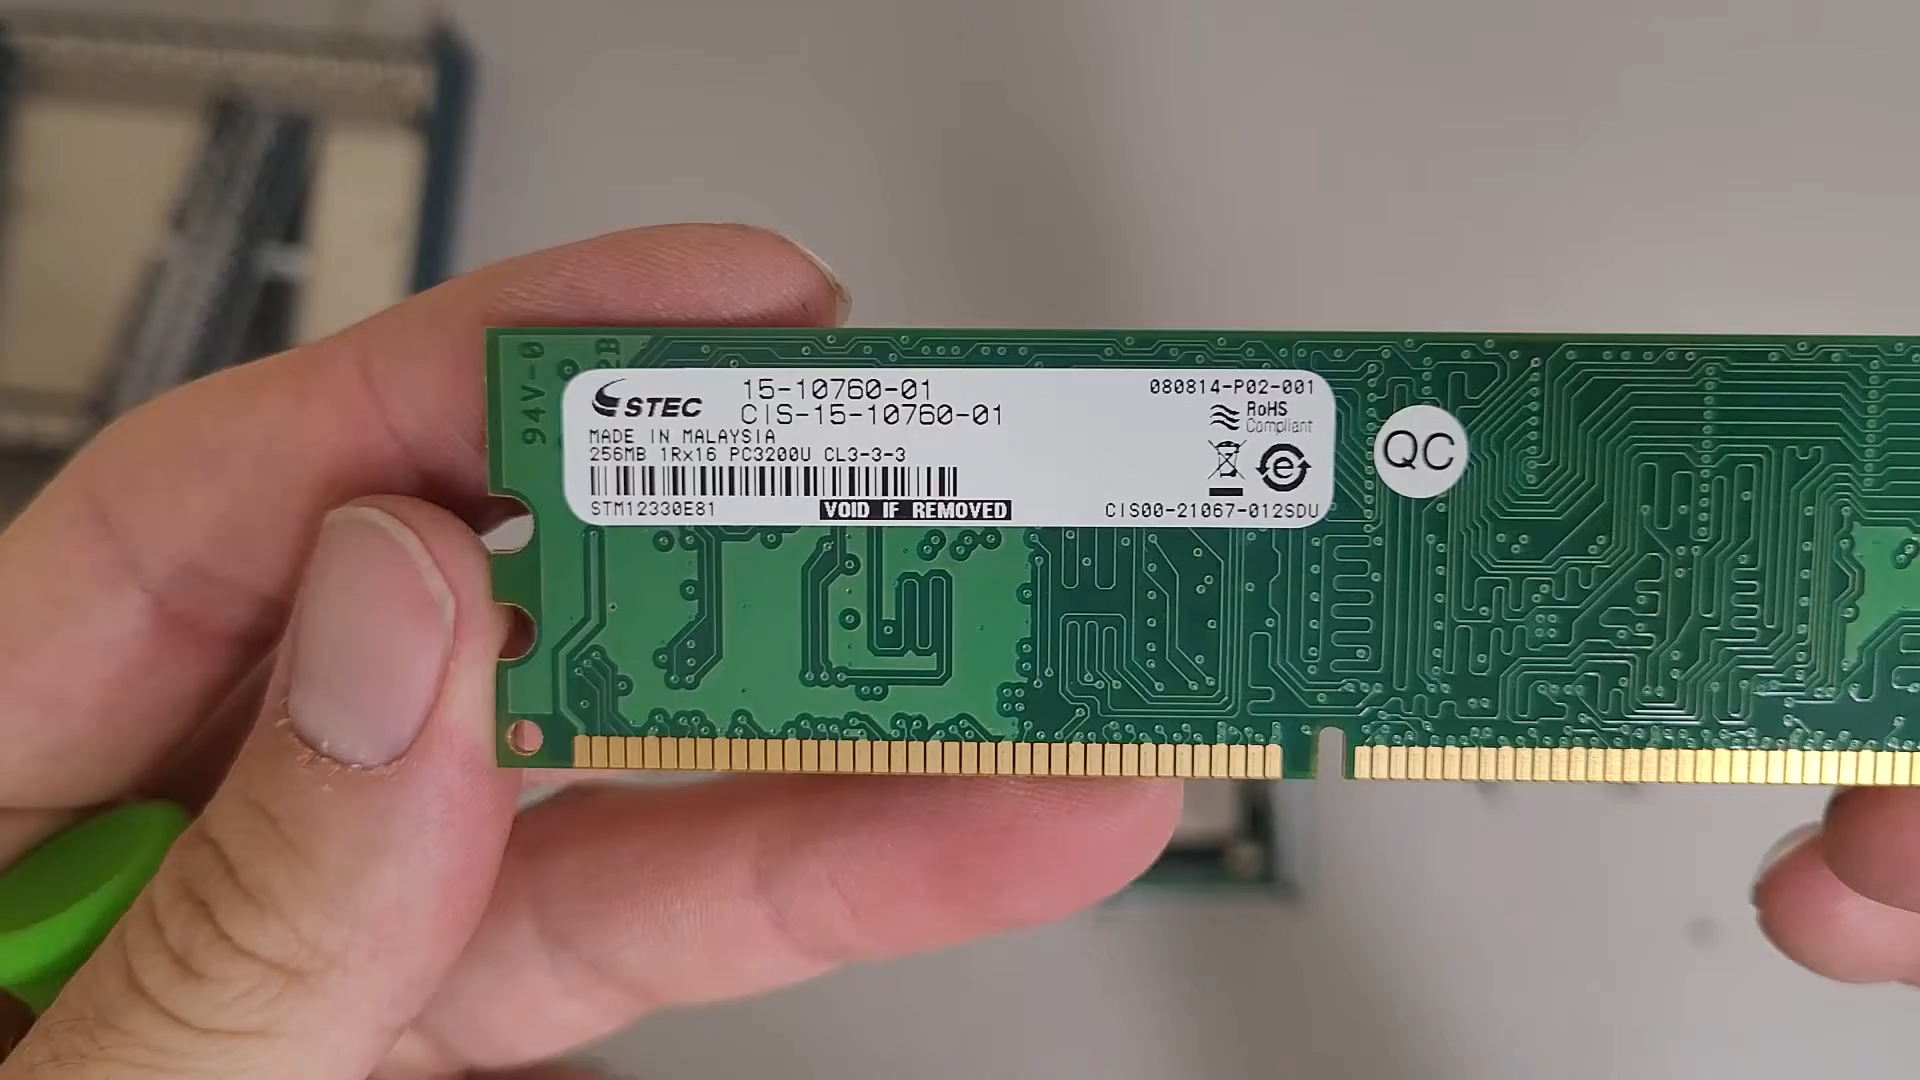 94V-0
2B
STEC
15-10760-01
CIS-15-10760-01
080814-P02-001
RoHS
Compliant
MADE IN MALAYSIA
256MB 1Rx16 PC3200U CL3-3-3
e
STM12330E81
VOID IF REMOVED
CIS00-21067-012SDU
QC